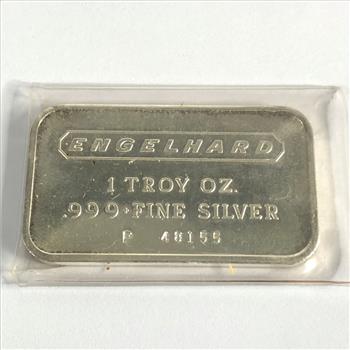 ENGELHARD
1 TROY OZ.
.999+FINE SILVER
P 48155